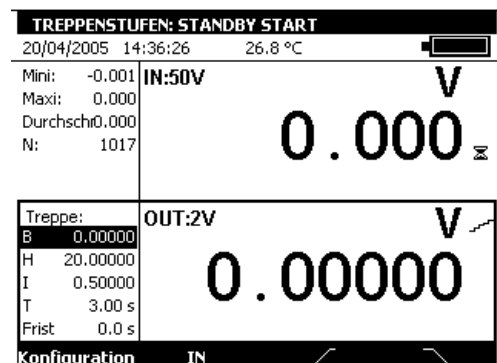 TREPPENSTUFEN: STANDBY START
20/04/2005 14:36:26 26.8 °C
Mini: -0.001
Maxi: 0.000
Durchschn0.000
N: 1017
IN:50V V
0.000
Treppe:
B 0.00000
H 20.00000
I 0.50000
T 3.00 s
Frist 0.0 s
OUT:2V V
0.00000
Konfiguration IN